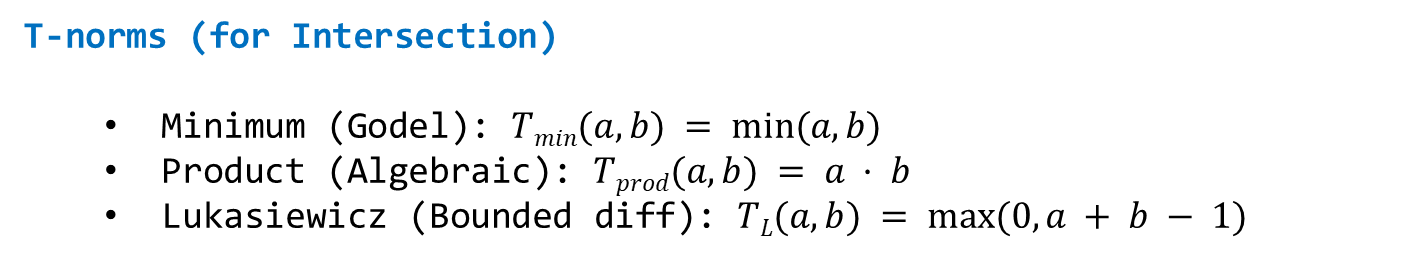 T-norms (for Intersection)
• Minimum (Godel): T_min(a, b) = min(a, b)
• Product (Algebraic): T_prod(a, b) = a · b
• Lukasiewicz (Bounded diff): T_L(a, b) = max(0, a + b − 1)